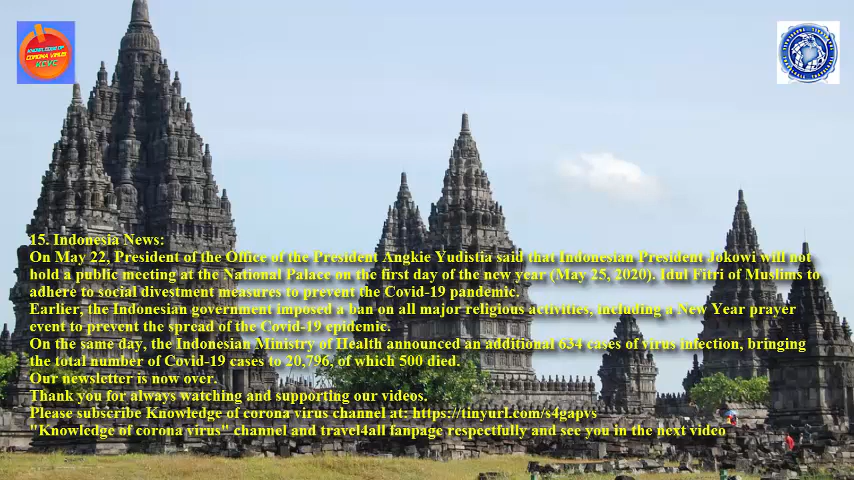 KNOWLEDGE OF
CORONA VIRUS
KCVC
15. Indonesia News:
On May 22, President of the Office of the President Angkie Yudistia said that Indonesian President Jokowi will not
hold a public meeting at the National Palace on the first day of the new year (May 25, 2020). Idul Fitri of Muslims to
adhere to social divestment measures to prevent the Covid-19 pandemic.
Earlier, the Indonesian government imposed a ban on all major religious activities, including a New Year prayer
event to prevent the spread of the Covid-19 epidemic.
On the same day, the Indonesian Ministry of Health announced an additional 634 cases of virus infection, bringing
the total number of Covid-19 cases to 20,796, of which 500 died.
Our newsletter is now over.
Thank you for always watching and supporting our videos.
Please subscribe Knowledge of corona virus channel at: https://tinyurl.com/s4gapvs
"Knowledge of corona virus" channel and travel4all fanpage respectfully and see you in the next video